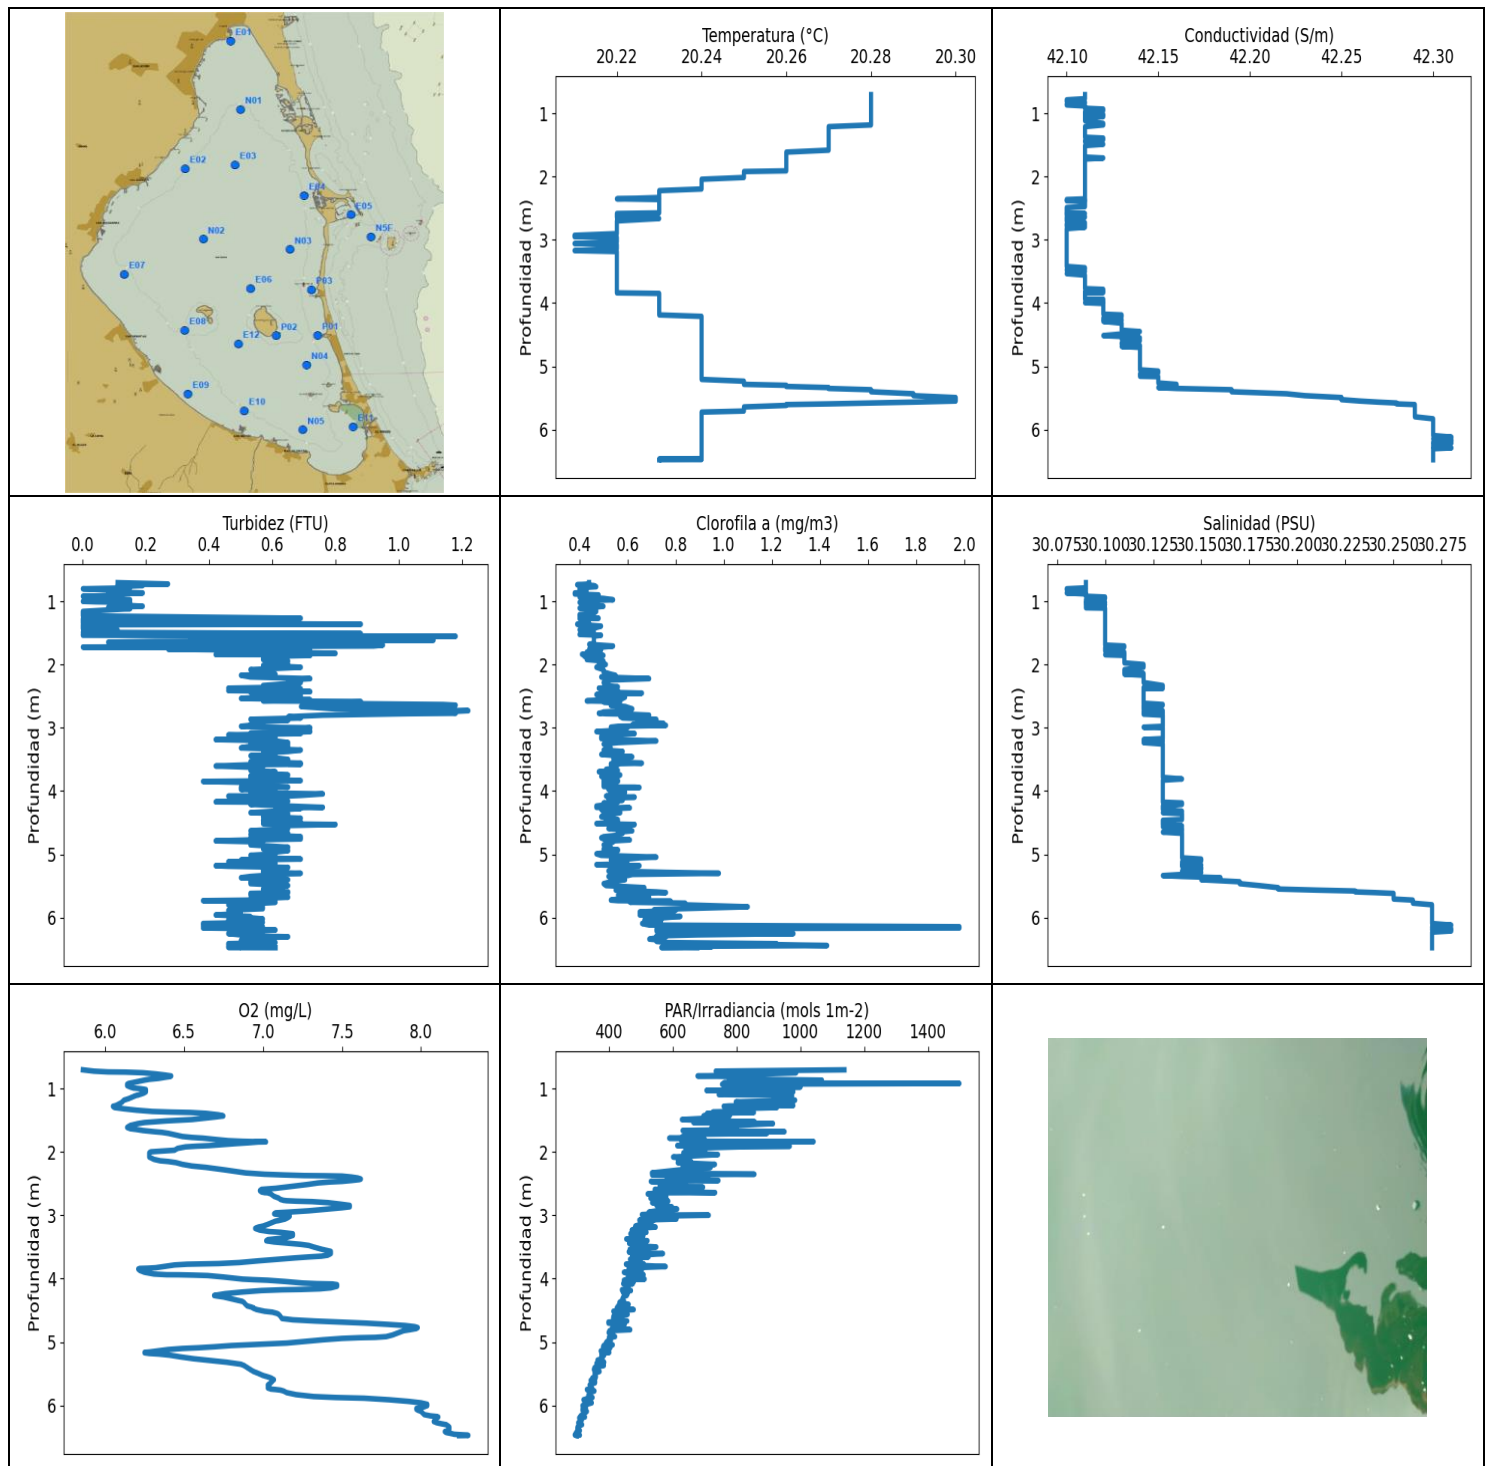 E01
N01
E02
E03
E04
E05
N5F
N02
N03
E07
E06
P03
E08
P02
P01
E12
N04
E09
E10
N05
E11
Temperatura (°C)
20.22 20.24 20.26 20.28 20.30
Profundidad (m)
1
2
3
4
5
6
Conductividad (S/m)
42.10 42.15 42.20 42.25 42.30
Profundidad (m)
1
2
3
4
5
6
Turbidez (FTU)
0.0 0.2 0.4 0.6 0.8 1.0 1.2
Profundidad (m)
1
2
3
4
5
6
Clorofila a (mg/m3)
0.4 0.6 0.8 1.0 1.2 1.4 1.6 1.8 2.0
Profundidad (m)
1
2
3
4
5
6
Salinidad (PSU)
30.075 30.100 30.125 30.150 30.175 30.200 30.225 30.250 30.275
Profundidad (m)
1
2
3
4
5
6
O2 (mg/L)
6.0 6.5 7.0 7.5 8.0
Profundidad (m)
1
2
3
4
5
6
PAR/Irradiancia (mols 1m-2)
400 600 800 1000 1200 1400
Profundidad (m)
1
2
3
4
5
6